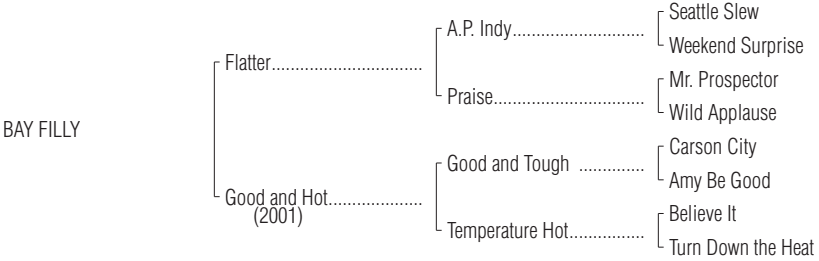 Seattle Slew
A.P. Indy..............................
Weekend Surprise
Flatter...................................
Mr. Prospector
Praise...................................
Wild Applause
BAY FILLY
Carson City
Good and Tough ...............
Amy Be Good
Good and Hot......................
(2001)
Believe It
Temperature Hot..................
Turn Down the Heat